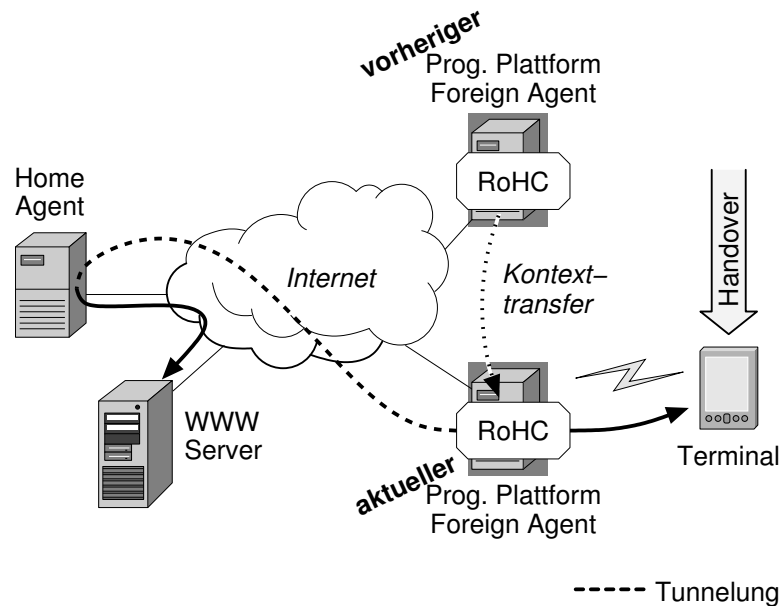 vorheriger
Prog. Plattform
Foreign Agent
RoHC
Home
Agent
Internet
Kontext–
transfer
Handover
WWW
Server
RoHC
Terminal
aktueller
Prog. Plattform
Foreign Agent
Tunnelung